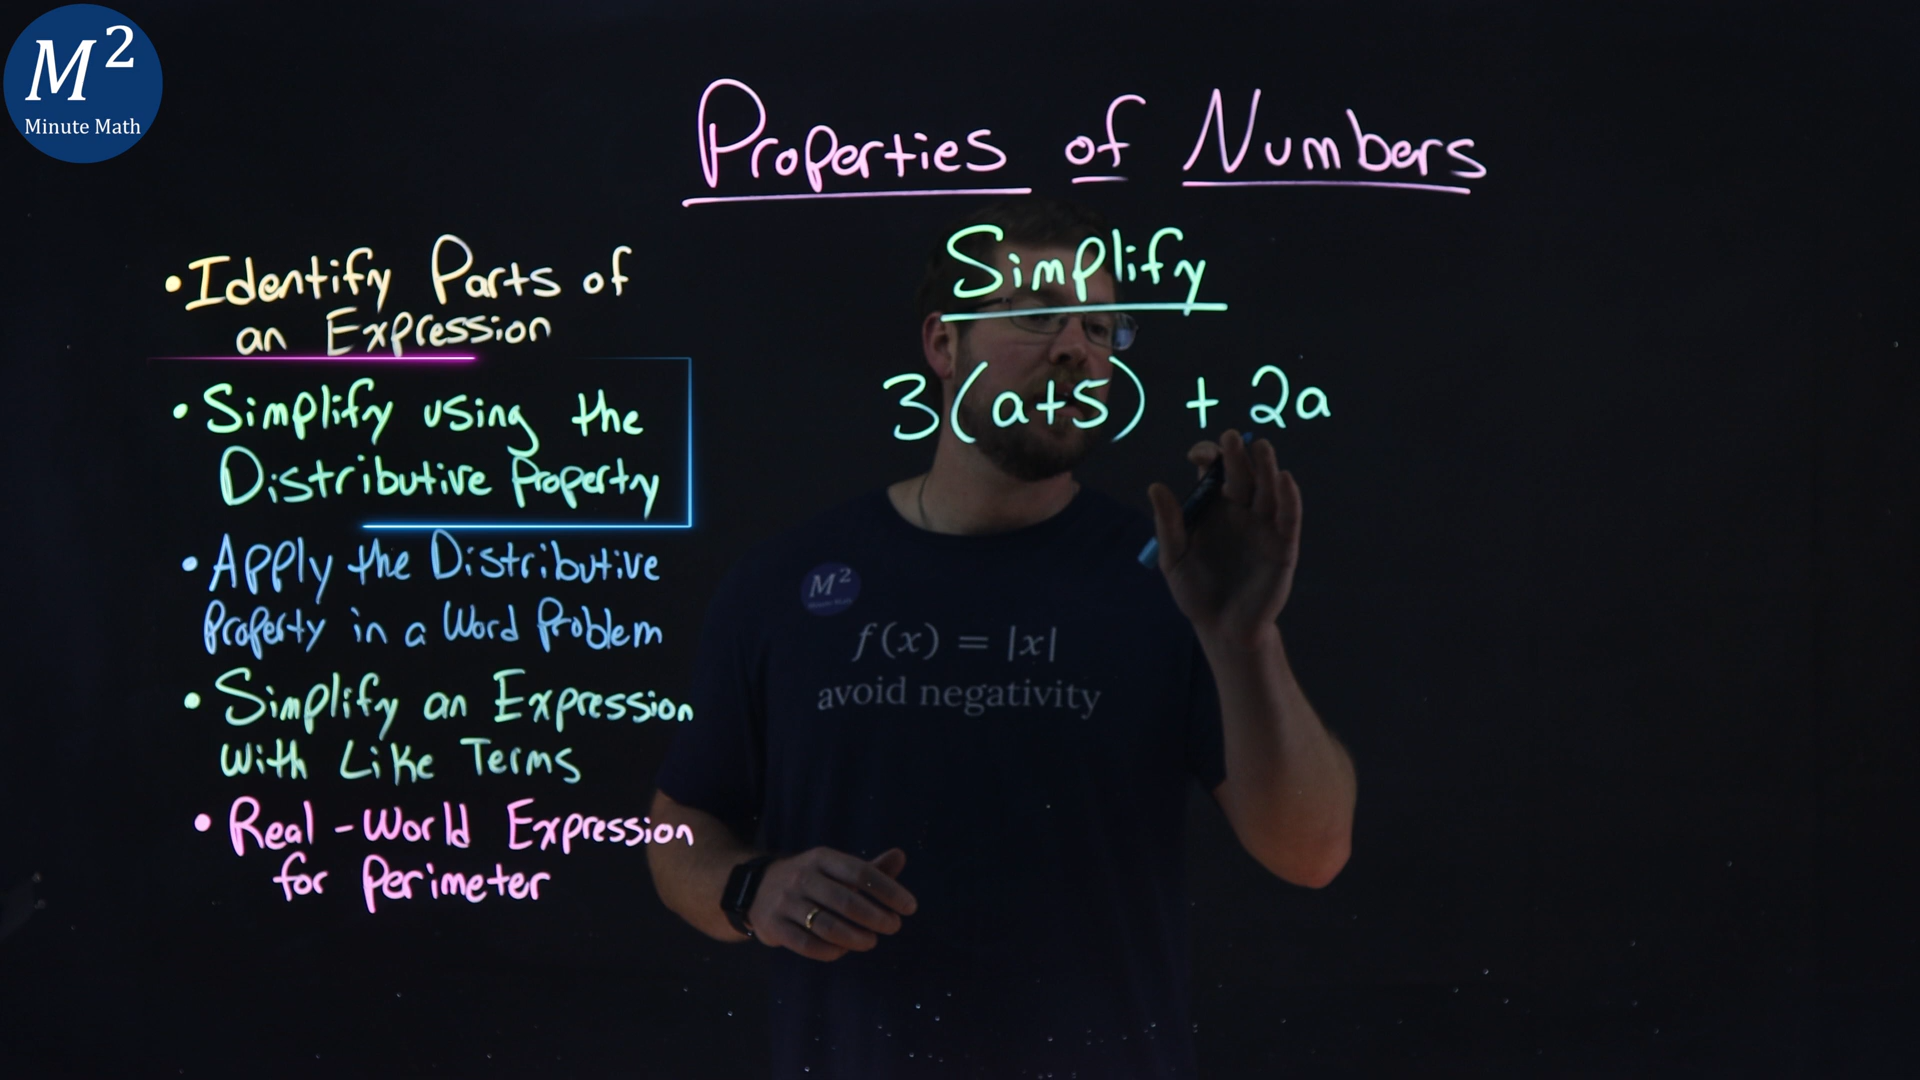 M²
Minute Math
Properties of Numbers
• Identify Parts of
an Expression
• Simplify using the
Distributive Property
• Apply the Distributive
Property in a Word Problem
• Simplify an Expression
with Like Terms
• Real-World Expression
for Perimeter
Simplify
3(a+5) + 2a
M²
Minute Math
f(x) = |x|
avoid negativity